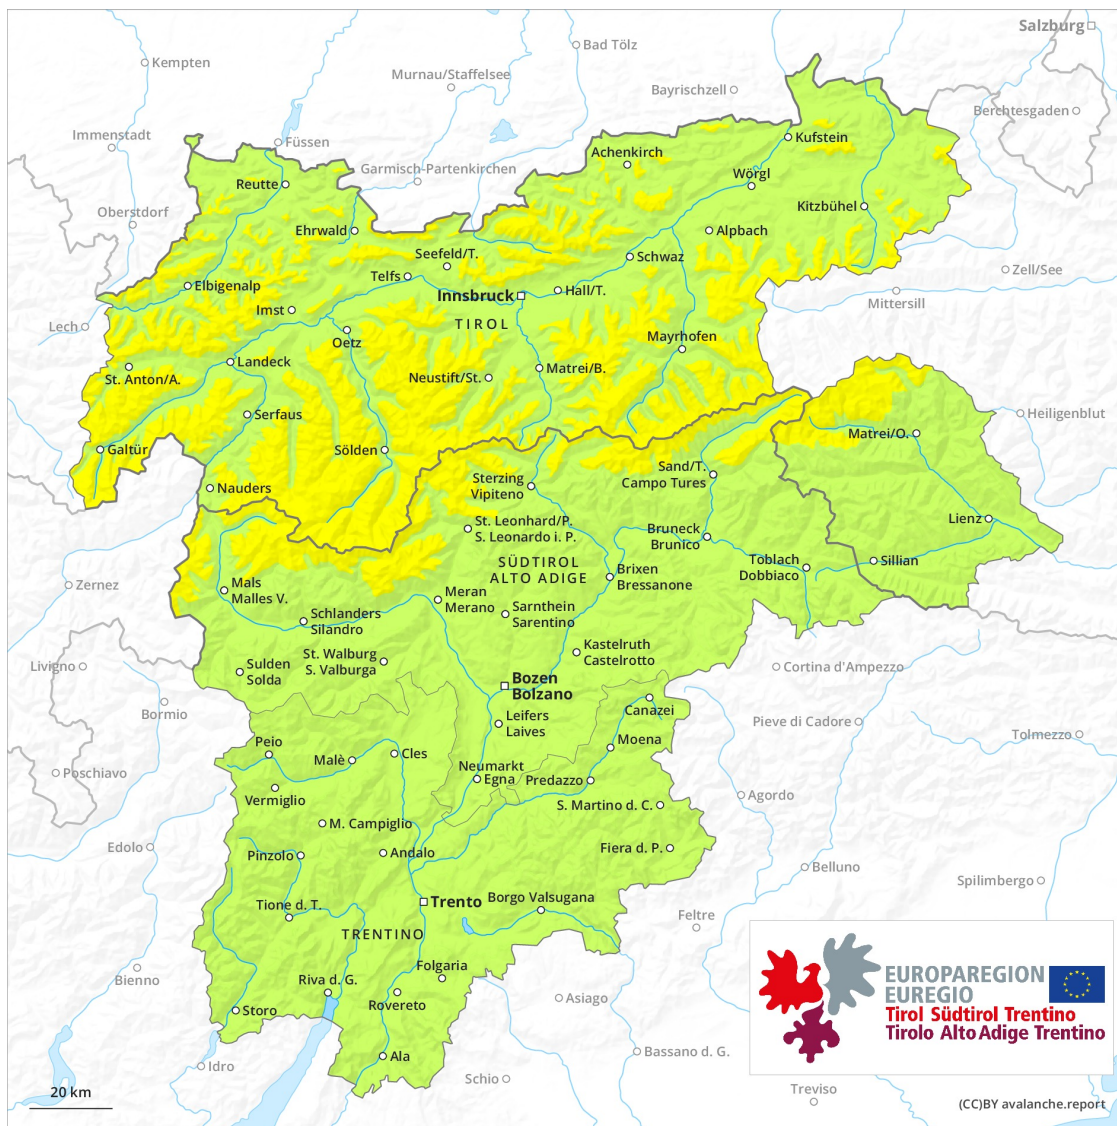 Salzburg
Bad Tölz
Kempten
Murnau/Staffelsee
Bayrischzell
Berchtesgaden
Immenstadt
Füssen
Kufstein
Achenkirch
Garmisch-Partenkirchen
Wörgl
Reutte
Kitzbühel
Oberstdorf
Ehrwald
Alpbach
Seefeld/T.
Schwaz
Telfs
Zell/See
Elbigenalp
Innsbruck
Hall/T.
Mittersill
Imst
TIROL
Lech
Oetz
Mayrhofen
Landeck
St. Anton/A.
Neustift/St.
Matrei/B.
Serfaus
Heiligenblut
Matrei/O.
Galtür
Sölden
Sand/T.
Campo Tures
Sterzing
Vipiteno
Nauders
St. Leonhard/P.
S. Leonardo i. P.
Lienz
Bruneck
Brunico
SÜDTIROL
ALTO ADIGE
Toblach
Dobbiaco
Sillian
Brixen
Bressanone
Zernez
Mals
Malles V.
Meran
Merano
Sarnthein
Sarentino
Schlanders
Silandro
Kastelruth
Castelrotto
St. Walburg
S. Valburga
Livigno
Sulden
Solda
Cortina d'Ampezzo
Bozen
Bolzano
Bormio
Canazei
Leifers
Laives
Pieve di Cadore
Tolmezzo
Moena
Peio
Cles
Malè
Poschiavo
Neumarkt
Egna
Predazzo
Vermiglio
Agordo
S. Martino d. C.
M. Campiglio
Edolo
Pinzolo
Andalo
Fiera d. P.
Belluno
Spilimbergo
Tione d. T.
Trento
Borgo Valsugana
Feltre
TRENTINO
Folgaria
Bienno
Riva d. G.
Rovereto
Asiago
Storo
EUROPAREGION
EUREGIO
Tirol Südtirol Trentino
Tirolo Alto Adige Trentino
Ala
Bassano d. G.
Idro
Schio
Treviso
20 km
(CC)BY avalanche.report